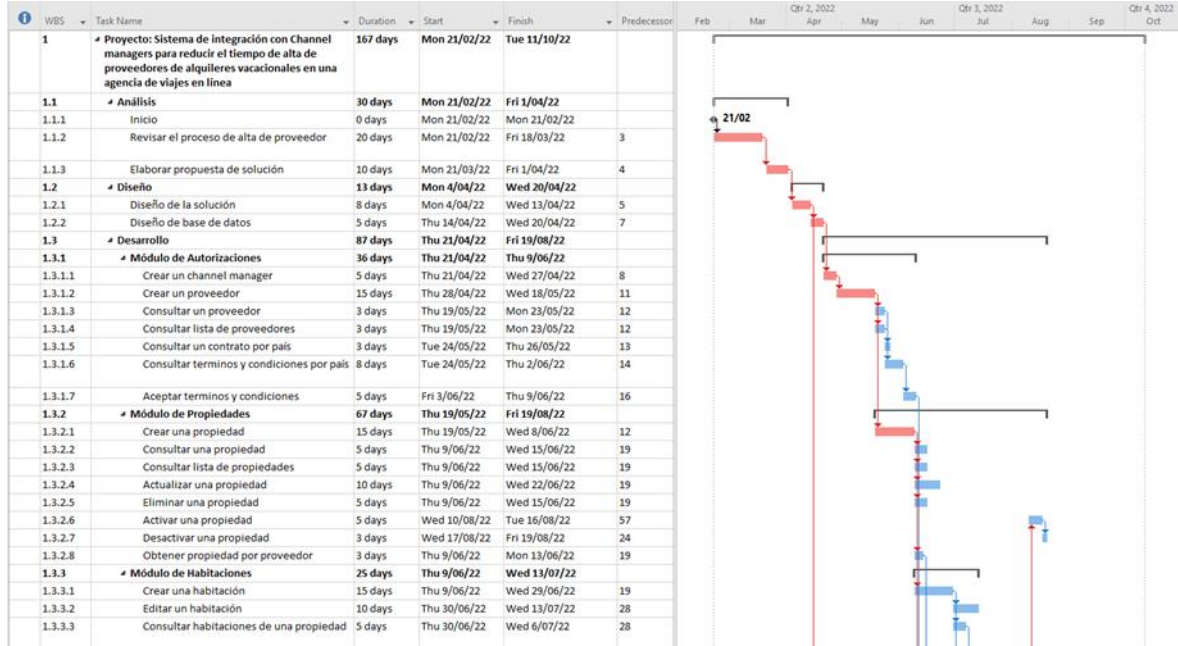 WBS Task Name Duration Start Finish Predecessor
Qtr 2, 2022 Qtr 3, 2022 Qtr 4, 2022
Feb Mar Apr May Jun Jul Aug Sep Oct
1 Proyecto: Sistema de integración con Channel 167 days Mon 21/02/22 Tue 11/10/22
managers para reducir el tiempo de alta de
proveedores de alquileres vacacionales en una
agencia de viajes en línea
1.1 Análisis 30 days Mon 21/02/22 Fri 1/04/22
1.1.1 Inicio 0 days Mon 21/02/22 Mon 21/02/22 21/02
1.1.2 Revisar el proceso de alta de proveedor 20 days Mon 21/02/22 Fri 18/03/22 3
1.1.3 Elaborar propuesta de solución 10 days Mon 21/03/22 Fri 1/04/22 4
1.2 Diseño 13 days Mon 4/04/22 Wed 20/04/22
1.2.1 Diseño de la solución 8 days Mon 4/04/22 Wed 13/04/22 5
1.2.2 Diseño de base de datos 5 days Thu 14/04/22 Wed 20/04/22 7
1.3 Desarrollo 87 days Thu 21/04/22 Fri 19/08/22
1.3.1 Módulo de Autorizaciones 36 days Thu 21/04/22 Thu 9/06/22
1.3.1.1 Crear un channel manager 5 days Thu 21/04/22 Wed 27/04/22 8
1.3.1.2 Crear un proveedor 15 days Thu 28/04/22 Wed 18/05/22 11
1.3.1.3 Consultar un proveedor 3 days Thu 19/05/22 Mon 23/05/22 12
1.3.1.4 Consultar lista de proveedores 3 days Thu 19/05/22 Mon 23/05/22 12
1.3.1.5 Consultar un contrato por país 3 days Tue 24/05/22 Thu 26/05/22 13
1.3.1.6 Consultar terminos y condiciones por país 8 days Tue 24/05/22 Thu 2/06/22 14
1.3.1.7 Aceptar terminos y condiciones 5 days Fri 3/06/22 Thu 9/06/22 16
1.3.2 Módulo de Propiedades 67 days Thu 19/05/22 Fri 19/08/22
1.3.2.1 Crear una propiedad 15 days Thu 19/05/22 Wed 8/06/22 12
1.3.2.2 Consultar una propiedad 5 days Thu 9/06/22 Wed 15/06/22 19
1.3.2.3 Consultar lista de propiedades 5 days Thu 9/06/22 Wed 15/06/22 19
1.3.2.4 Actualizar una propiedad 10 days Thu 9/06/22 Wed 22/06/22 19
1.3.2.5 Eliminar una propiedad 5 days Thu 9/06/22 Wed 15/06/22 19
1.3.2.6 Activar una propiedad 5 days Wed 10/08/22 Tue 16/08/22 57
1.3.2.7 Desactivar una propiedad 3 days Wed 17/08/22 Fri 19/08/22 24
1.3.2.8 Obtener propiedad por proveedor 3 days Thu 9/06/22 Mon 13/06/22 19
1.3.3 Módulo de Habitaciones 25 days Thu 9/06/22 Wed 13/07/22
1.3.3.1 Crear una habitación 15 days Thu 9/06/22 Wed 29/06/22 19
1.3.3.2 Editar un habitación 10 days Thu 30/06/22 Wed 13/07/22 28
1.3.3.3 Consultar habitaciones de una propiedad 5 days Thu 30/06/22 Wed 6/07/22 28